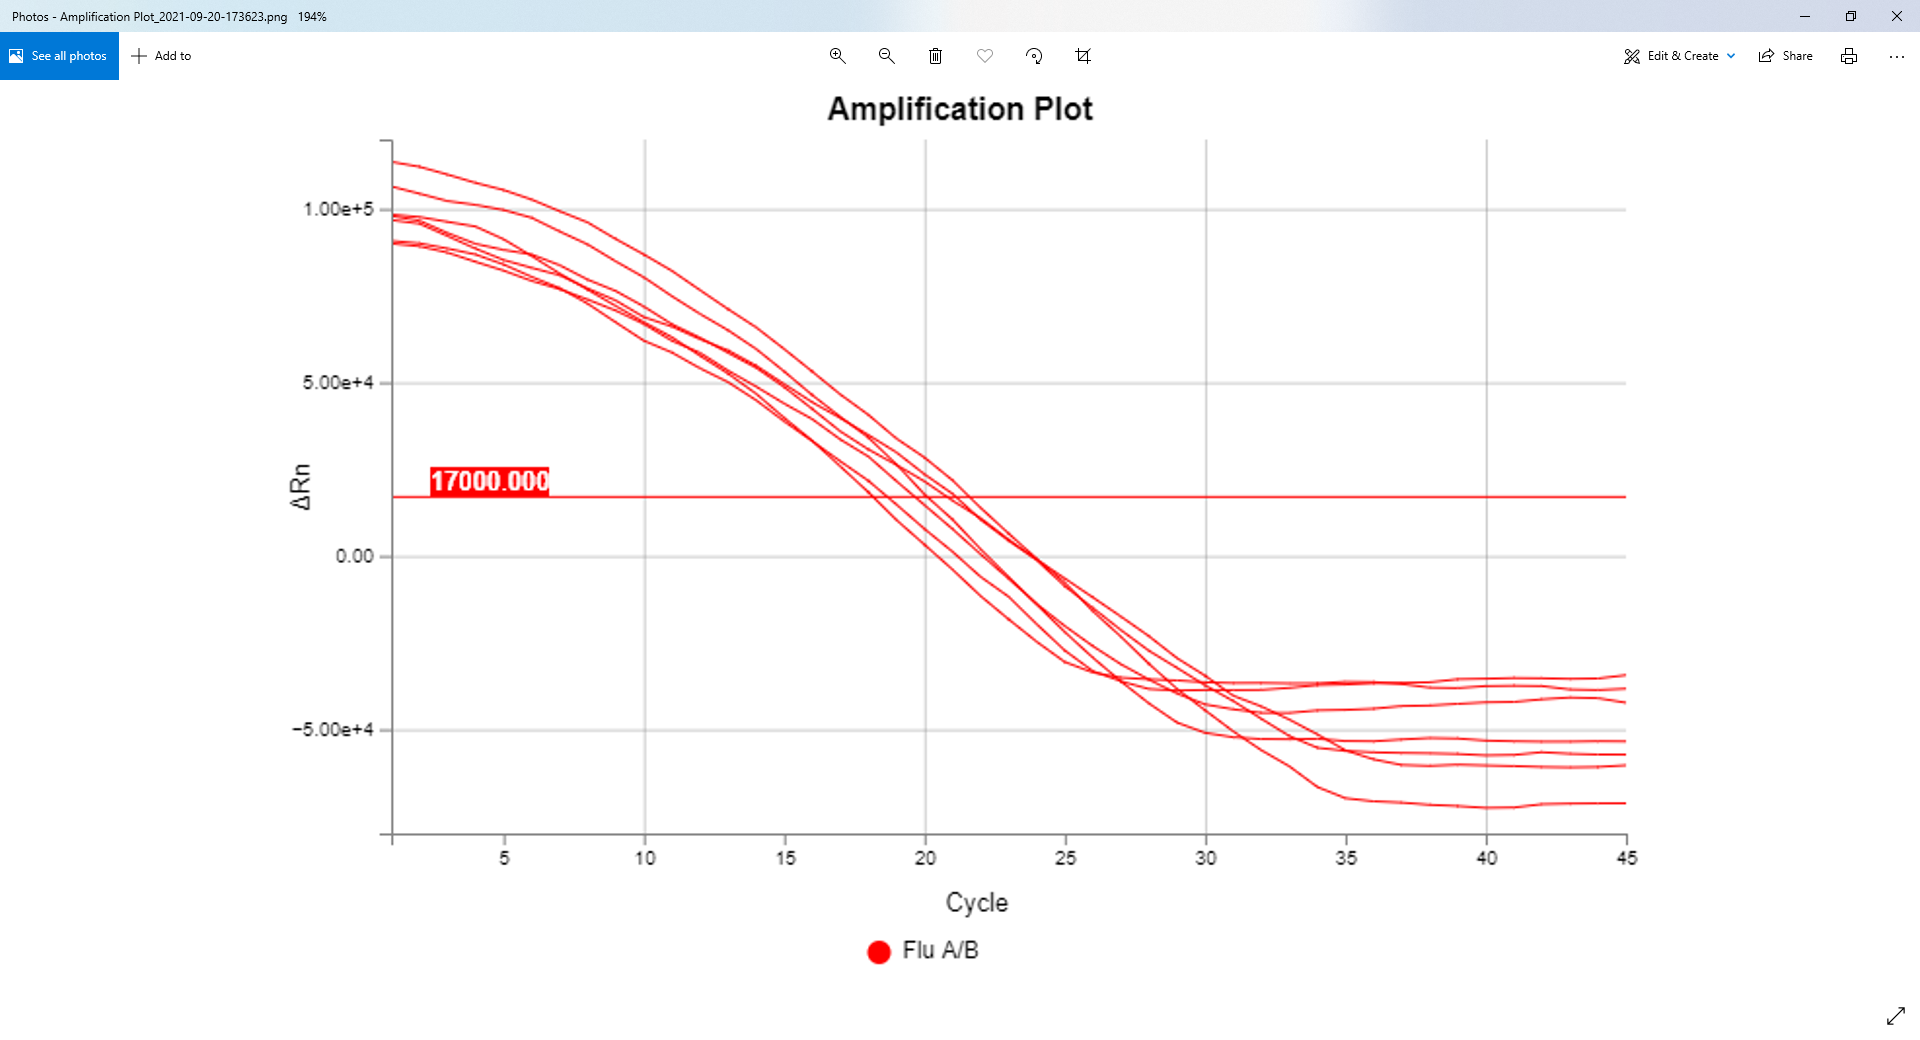 Photos - Amplification Plot_2021-09-20-173623.png 194%
See all photos
Add to
Edit & Create
Share
Amplification Plot
1.00e+5
5.00e+4
ΔRn
17000.000
0.00
−5.00e+4
5 10 15 20 25 30 35 40 45
Cycle
Flu A/B